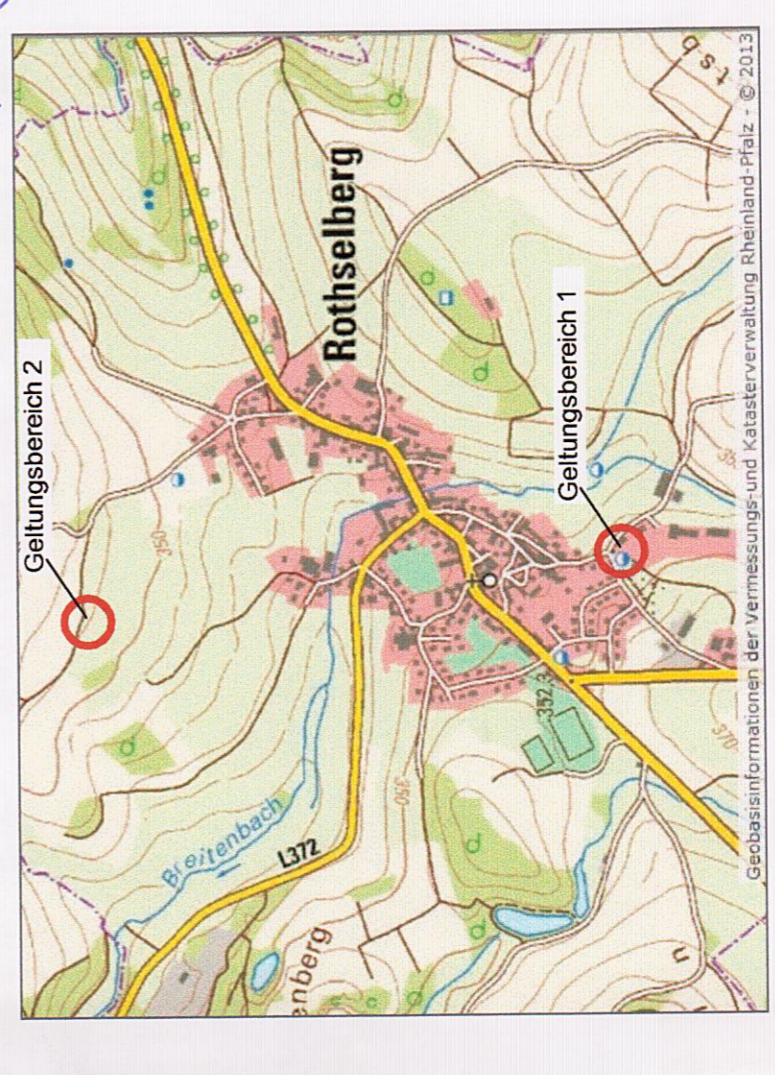 Geltungsbereich 2
Rothselberg
Geltungsbereich 1
Breitenbach
L372
enberg
352,3
350
350
370
qst
u
Geobasisinformationen der Vermessungs-und Katasterverwaltung Rheinland-Pfalz - © 2013